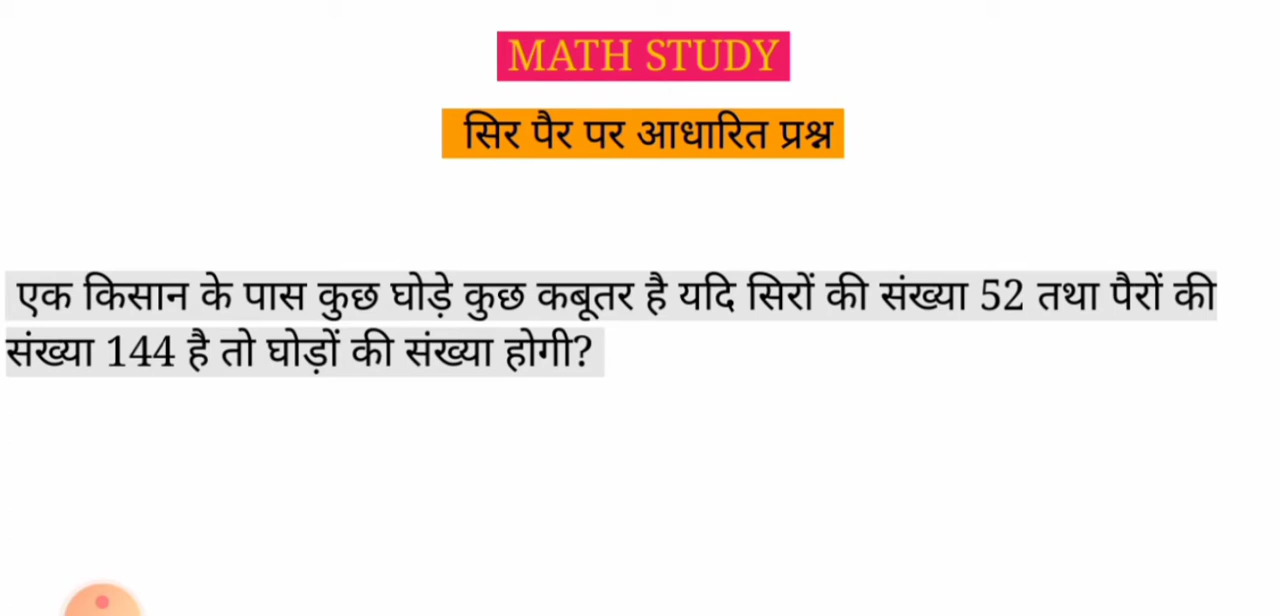 MATH STUDY
सिर पैर पर आधारित प्रश्न
एक किसान के पास कुछ घोड़े कुछ कबूतर है यदि सिरों की संख्या 52 तथा पैरों की
संख्या 144 है तो घोड़ों की संख्या होगी?